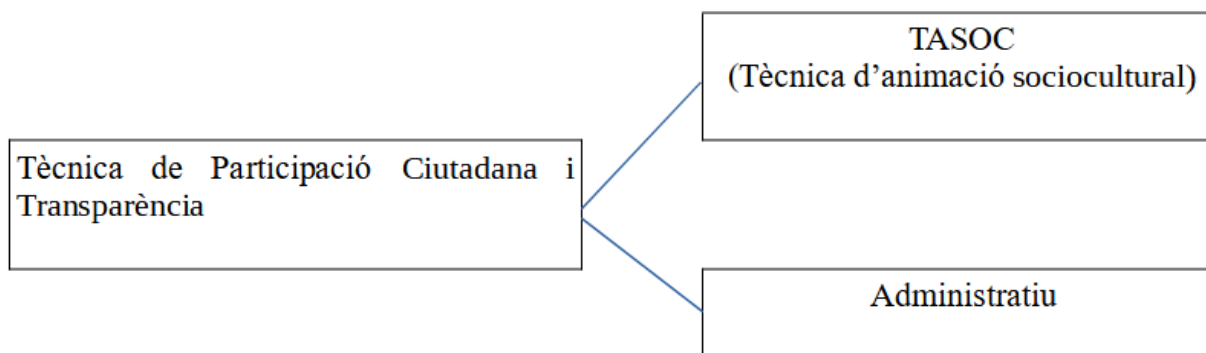 TASOC
(Tècnica d’animació sociocultural)
Tècnica de Participació Ciutadana i
Transparència
Administratiu